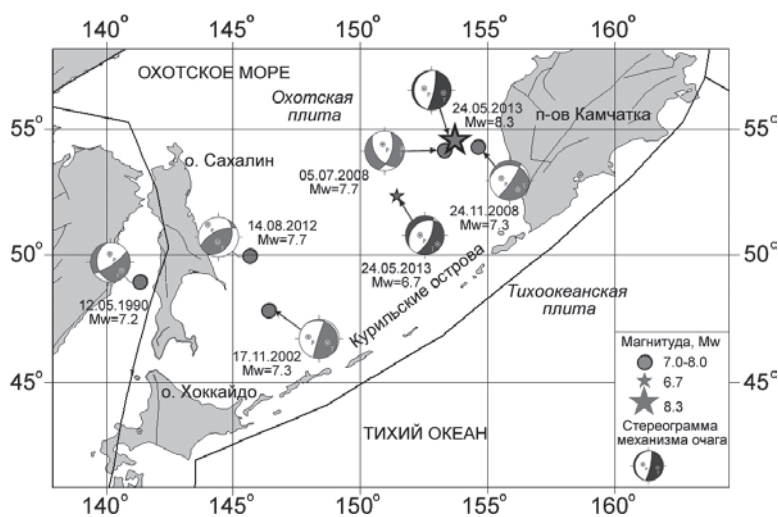 140° 145° 150° 155° 160°
ОХОТСКОЕ МОРЕ
Охотская
плита
24.05.2013
Mw=8.3
п-ов Камчатка
55°
55°
о. Сахалин
05.07.2008
Mw=7.7
24.11.2008
Mw=7.3
14.08.2012
Mw=7.7
50°
50°
24.05.2013
Mw=6.7
12.05.1990
Mw=7.2
Курильские острова
Тихоокеанская
плита
17.11.2002
Mw=7.3
45°
45°
о. Хоккайдо
ТИХИЙ ОКЕАН
Магнитуда, Mw
7.0-8.0
6.7
8.3
Стереограмма
механизма очага
140° 145° 150° 155° 160°